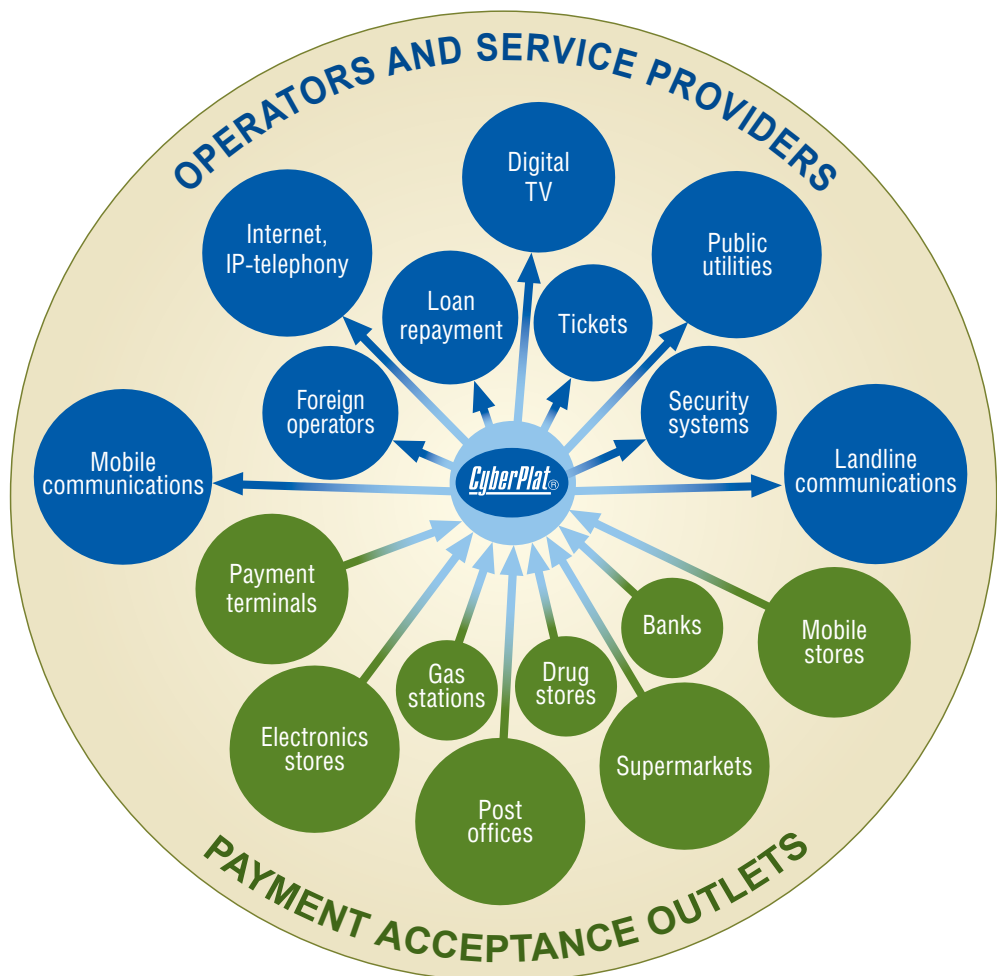 OPERATORS AND SERVICE PROVIDERS
Digital
TV
Internet,
IP-telephony
Public
utilities
Loan
repayment
Tickets
Foreign
operators
Security
systems
Mobile
communications
CyberPlat®
Landline
communications
Payment
terminals
Banks
Mobile
stores
Gas
stations
Drug
stores
Electronics
stores
Supermarkets
Post
offices
PAYMENT ACCEPTANCE OUTLETS